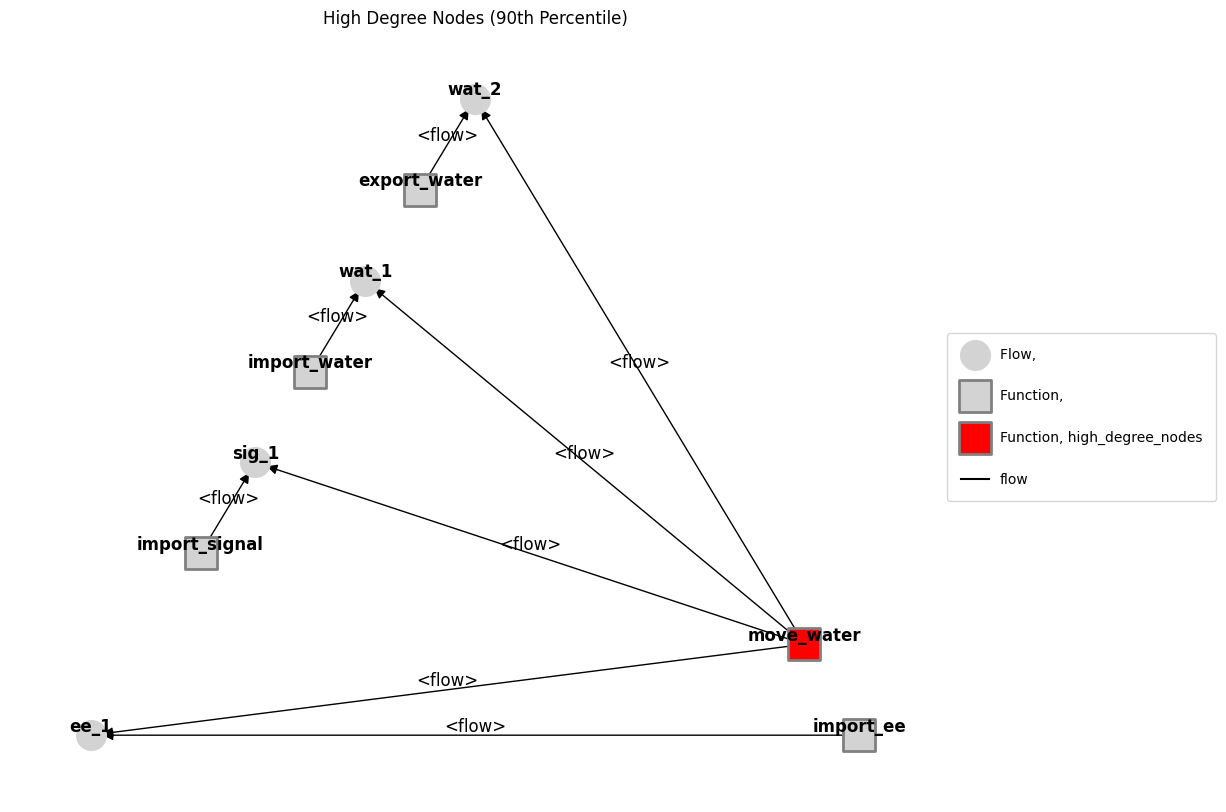 High Degree Nodes (90th Percentile)
wat_2
<flow>
export_water
wat_1
<flow>
import_water
<flow>
sig_1
<flow>
<flow>
import_signal
<flow>
move_water
<flow>
ee_1
<flow>
import_ee
Flow,
Function,
Function, high_degree_nodes
flow